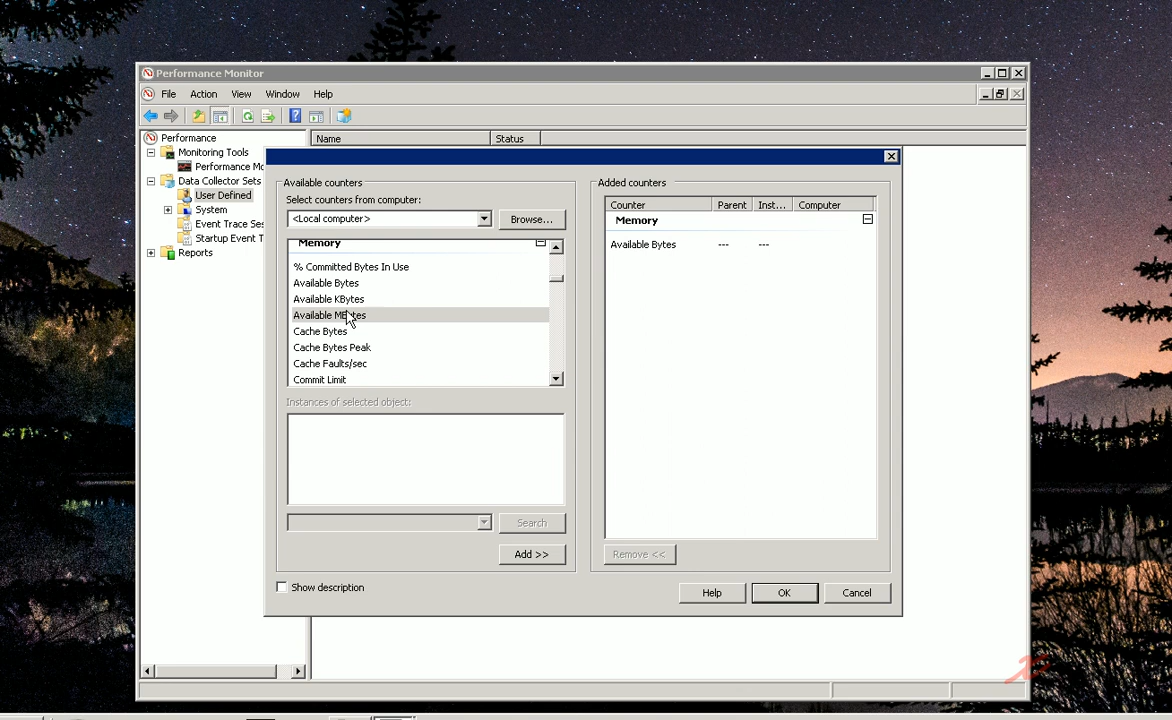 Performance Monitor
File Action View Window Help
Performance
Monitoring Tools
Performance Mo
Data Collector Sets
User Defined
System
Event Trace Ses
Startup Event T
Reports
Name Status
Available counters
Select counters from computer:
<Local computer>
Browse...
Memory
% Committed Bytes In Use
Available Bytes
Available KBytes
Available MBytes
Cache Bytes
Cache Bytes Peak
Cache Faults/sec
Commit Limit
Instances of selected object:
Search
Add >>
Show description
Added counters
Counter Parent Inst... Computer
Memory
Available Bytes --- ---
Remove <<
Help OK Cancel